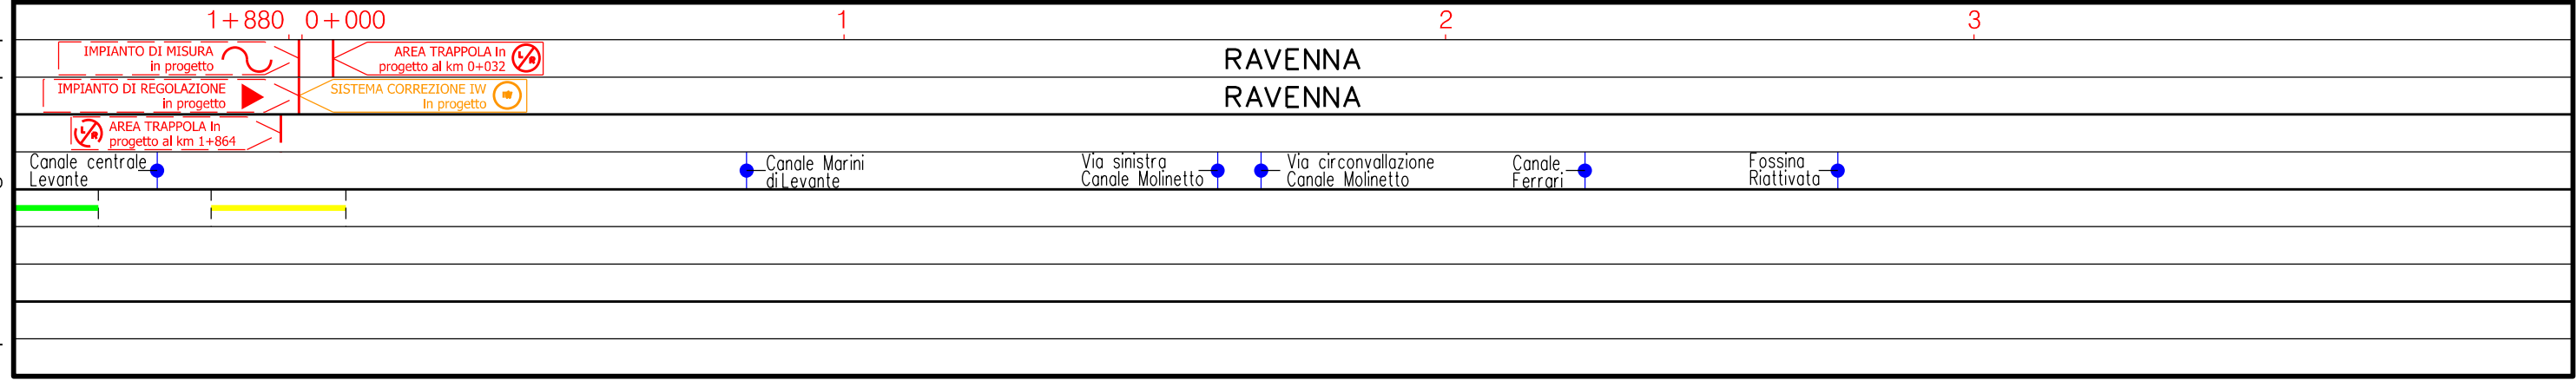 1+880 0+000 1 2 3
IMPIANTO DI MISURA
in progetto
AREA TRAPPOLA In
progetto al km 0+032
L/R
RAVENNA
IMPIANTO DI REGOLAZIONE
in progetto
SISTEMA CORREZIONE IW
In progetto
RAVENNA
L/R
AREA TRAPPOLA In
progetto al km 1+864
Canale centrale
Levante
Canale Marini
di Levante
Via sinistra
Canale Molinetto
Via circonvallazione
Canale Molinetto
Canale
Ferrari
Fossina
Riattivata